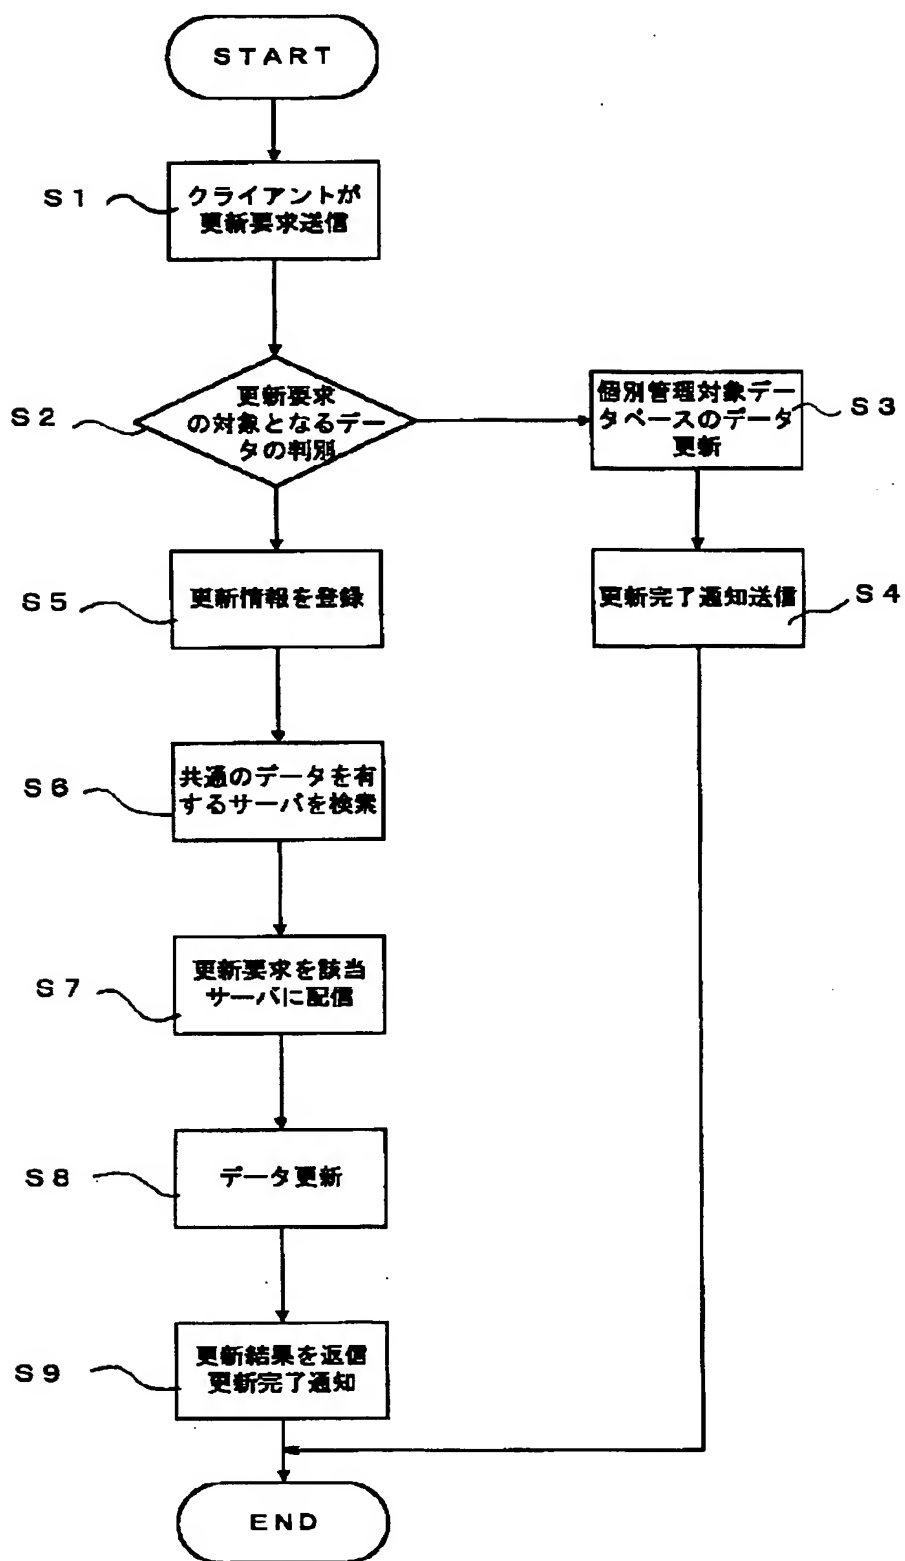 START
S1
クライアントが
更新要求送信
S2
更新要求
の対象となるデー
タの判別
個別管理対象デー
タベースのデータ
更新
S3
S5
更新情報を登録
更新完了通知送信
S4
S6
共通のデータを有
するサーバを検索
S7
更新要求を該当
サーバに配信
S8
データ更新
S9
更新結果を返信
更新完了通知
END